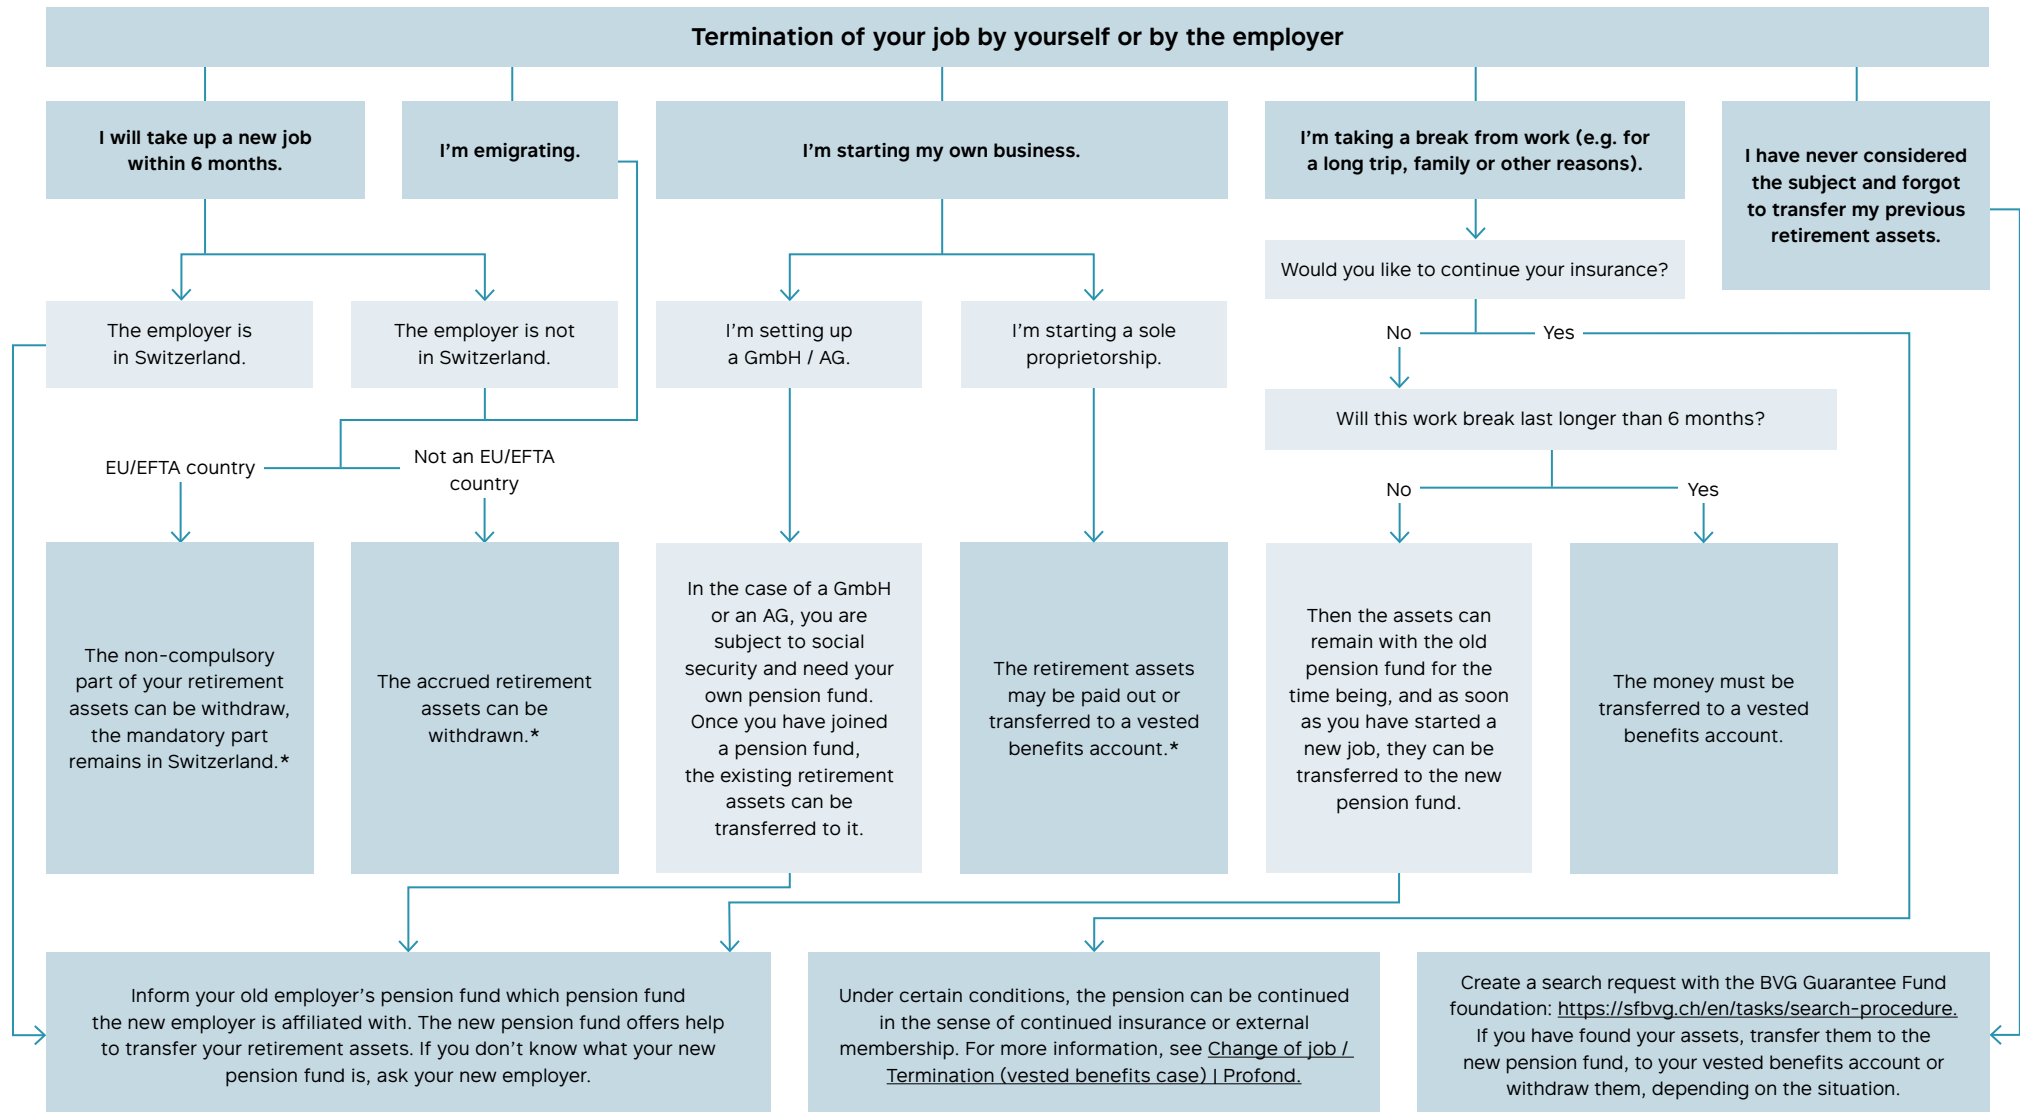 Termination of your job by yourself or by the employer
I will take up a new job
within 6 months.
I'm emigrating.
I'm starting my own business.
I'm taking a break from work (e.g. for
a long trip, family or other reasons).
I have never considered
the subject and forgot
to transfer my previous
retirement assets.
Would you like to continue your insurance?
The employer is
in Switzerland.
The employer is not
in Switzerland.
I'm setting up
a GmbH / AG.
I'm starting a sole
proprietorship.
No
Yes
Will this work break last longer than 6 months?
EU/EFTA country
Not an EU/EFTA
country
No
Yes
The non-compulsory
part of your retirement
assets can be withdraw,
the mandatory part
remains in Switzerland.*
The accrued retirement
assets can be
withdrawn.*
In the case of a GmbH
or an AG, you are
subject to social
security and need your
own pension fund.
Once you have joined
a pension fund,
the existing retirement
assets can be
transferred to it.
The retirement assets
may be paid out or
transferred to a vested
benefits account.*
Then the assets can
remain with the old
pension fund for the
time being, and as soon
as you have started a
new job, they can be
transferred to the new
pension fund.
The money must be
transferred to a vested
benefits account.
Inform your old employer's pension fund which pension fund
the new employer is affiliated with. The new pension fund offers help
to transfer your retirement assets. If you don't know what your new
pension fund is, ask your new employer.
Under certain conditions, the pension can be continued
in the sense of continued insurance or external
membership. For more information, see Change of job /
Termination (vested benefits case) | Profond.
Create a search request with the BVG Guarantee Fund
foundation: https://sfbvg.ch/en/tasks/search-procedure.
If you have found your assets, transfer them to the
new pension fund, to your vested benefits account or
withdraw them, depending on the situation.